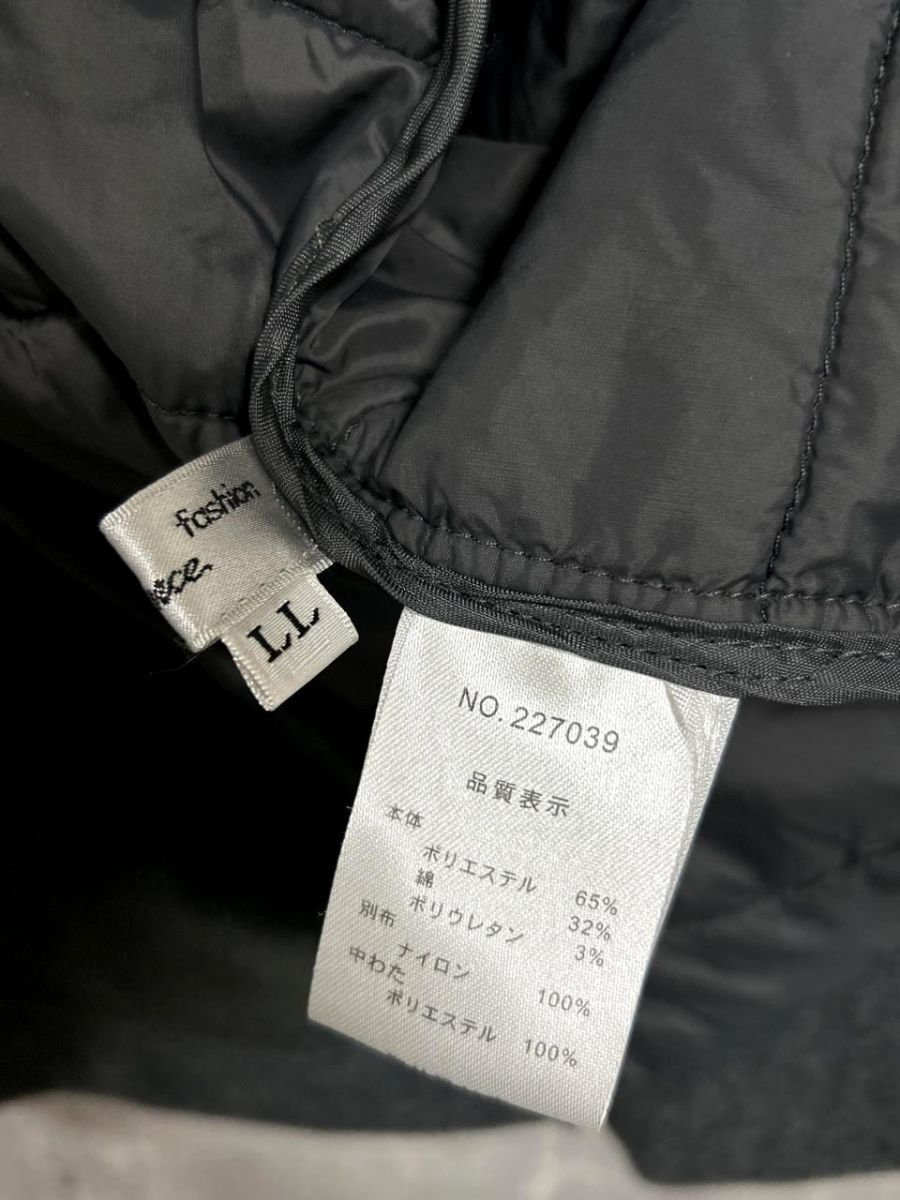 fashion
LL
NO.227039
品質表示
本体
ポリエステル 65%
綿 32%
ポリウレタン 3%
別布
ナイロン 100%
中わた
ポリエステル 100%